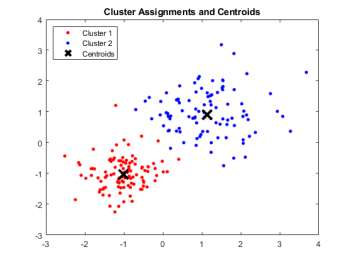 Cluster Assignments and Centroids
4
3
2
1
0
-1
-2
-3
Cluster 1
Cluster 2
Centroids
-3 -2 -1 0 1 2 3 4